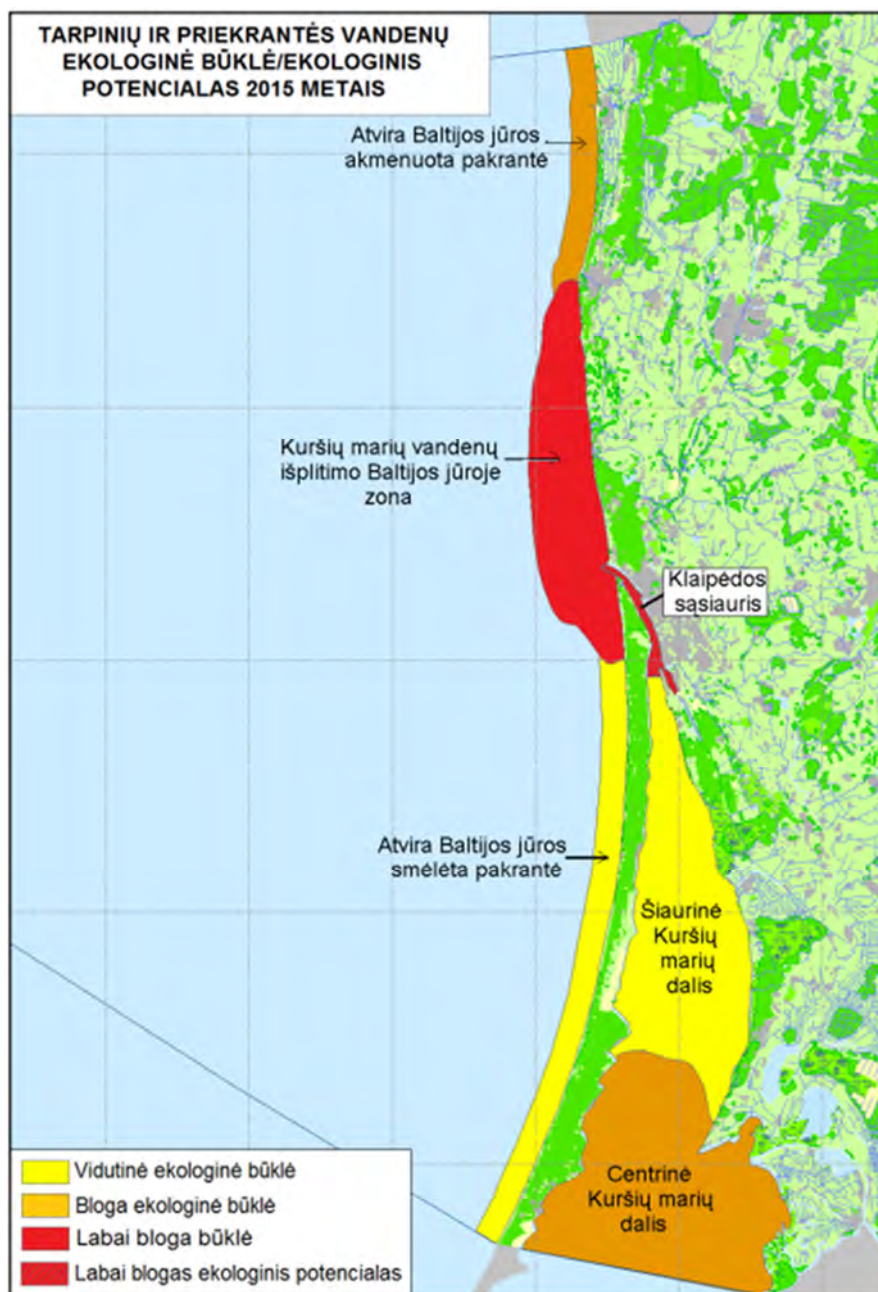 TARPINIŲ IR PRIEKRANTĖS VANDENŲ
EKOLOGINĖ BŪKLĖ/EKOLOGINIS
POTENCIALAS 2015 METAIS
Atvira Baltijos jūros
akmenuota pakrantė
Kuršių marių vandenų
išplitimo Baltijos jūroje
zona
Klaipėdos
sąsiauris
Atvira Baltijos jūros
smėlėta pakrantė
Šiaurinė
Kuršių
marių
dalis
Centrinė
Kuršių marių
dalis
Vidutinė ekologinė būklė
Bloga ekologinė būklė
Labai bloga būklė
Labai blogas ekologinis potencialas